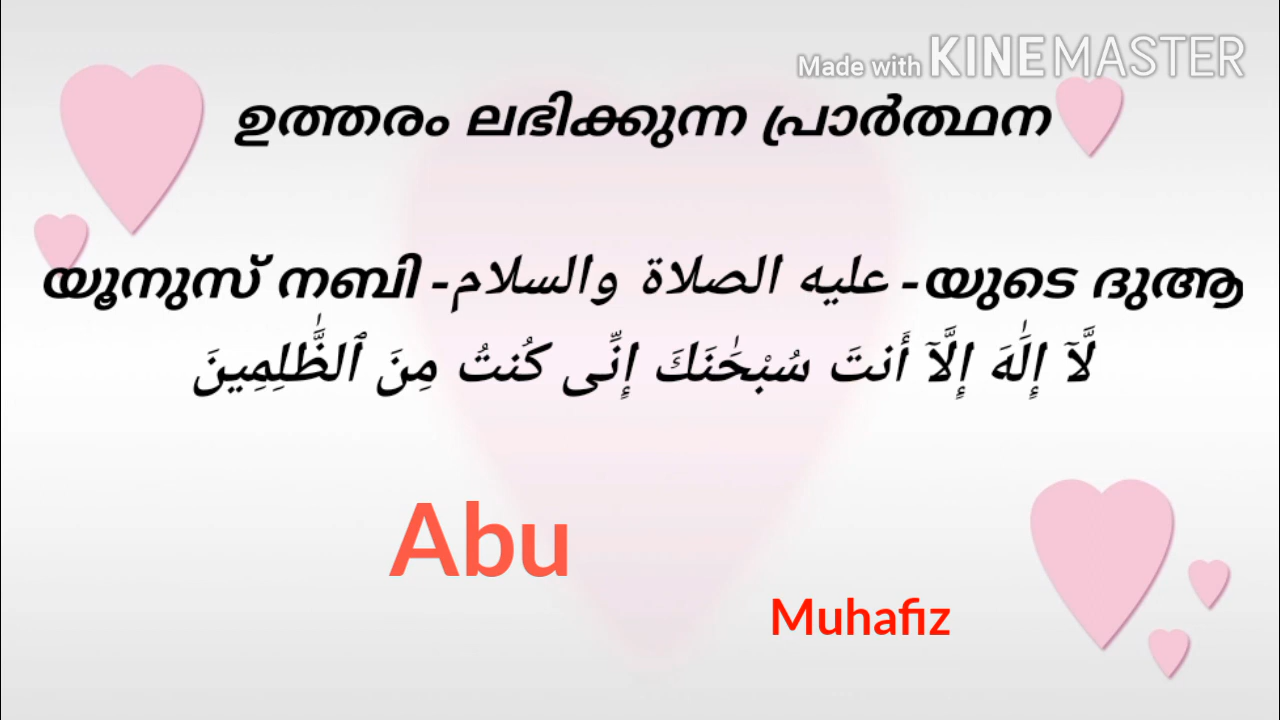 Made with KINEMASTER
ഉത്തരം ലഭിക്കുന്ന പ്രാർത്ഥന
യൂനുസ് നബി -عليه الصلاة والسلام- യുടെ ദുആ
لَّآ إِلَٰهَ إِلَّآ أَنتَ سُبْحَٰنَكَ إِنِّى كُنتُ مِنَ ٱلظَّٰلِمِينَ
Abu
Muhafiz